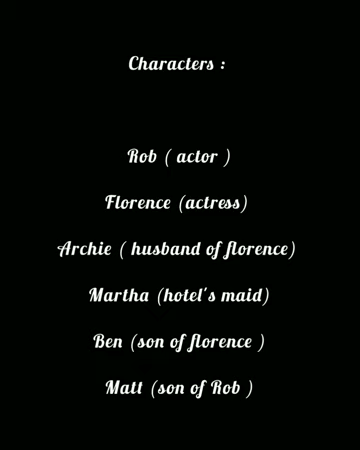 Characters :
Rob ( actor )
Florence (actress)
Archie ( husband of florence)
Martha (hotel's maid)
Ben (son of florence )
Matt (son of Rob )